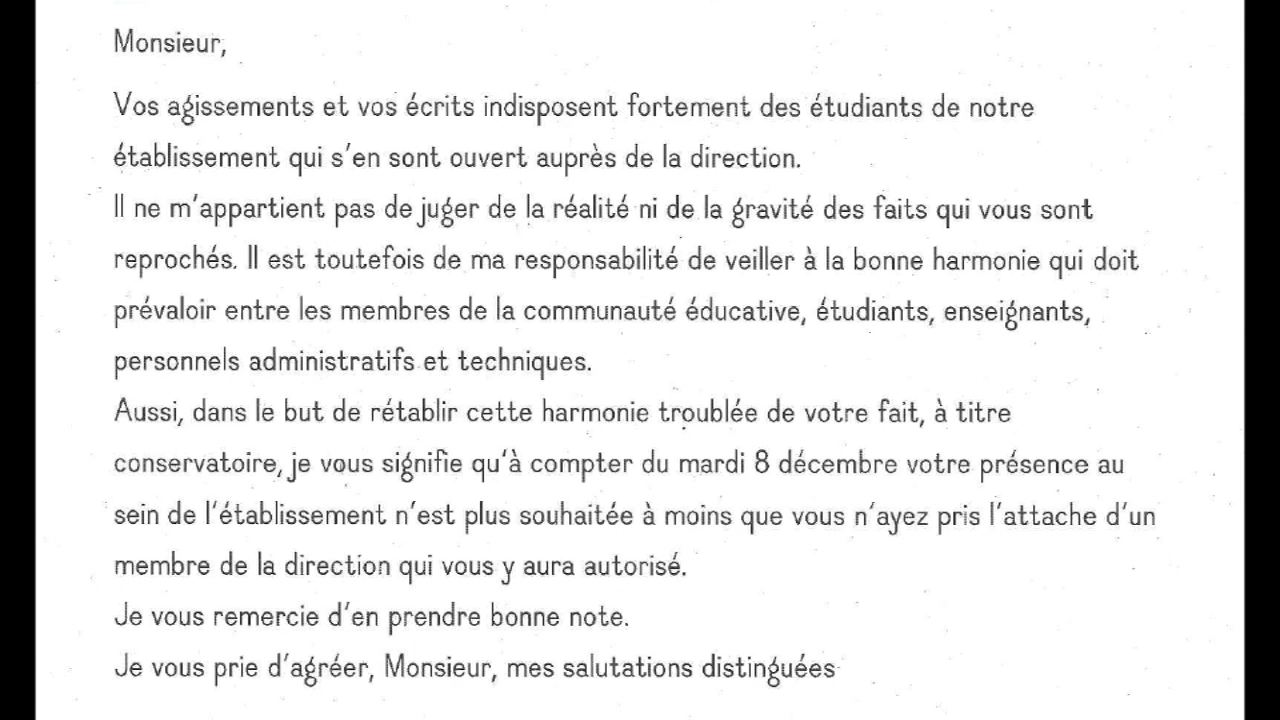 Monsieur,
Vos agissements et vos écrits indisposent fortement des étudiants de notre
établissement qui s'en sont ouvert auprès de la direction.
Il ne m'appartient pas de juger de la réalité ni de la gravité des faits qui vous sont
reprochés. Il est toutefois de ma responsabilité de veiller à la bonne harmonie qui doit
prévaloir entre les membres de la communauté éducative, étudiants, enseignants,
personnels administratifs et techniques.
Aussi, dans le but de rétablir cette harmonie troublée de votre fait, à titre
conservatoire, je vous signifie qu'à compter du mardi 8 décembre votre présence au
sein de l'établissement n'est plus souhaitée à moins que vous n'ayez pris l'attache d'un
membre de la direction qui vous y aura autorisé.
Je vous remercie d'en prendre bonne note.
Je vous prie d'agréer, Monsieur, mes salutations distinguées